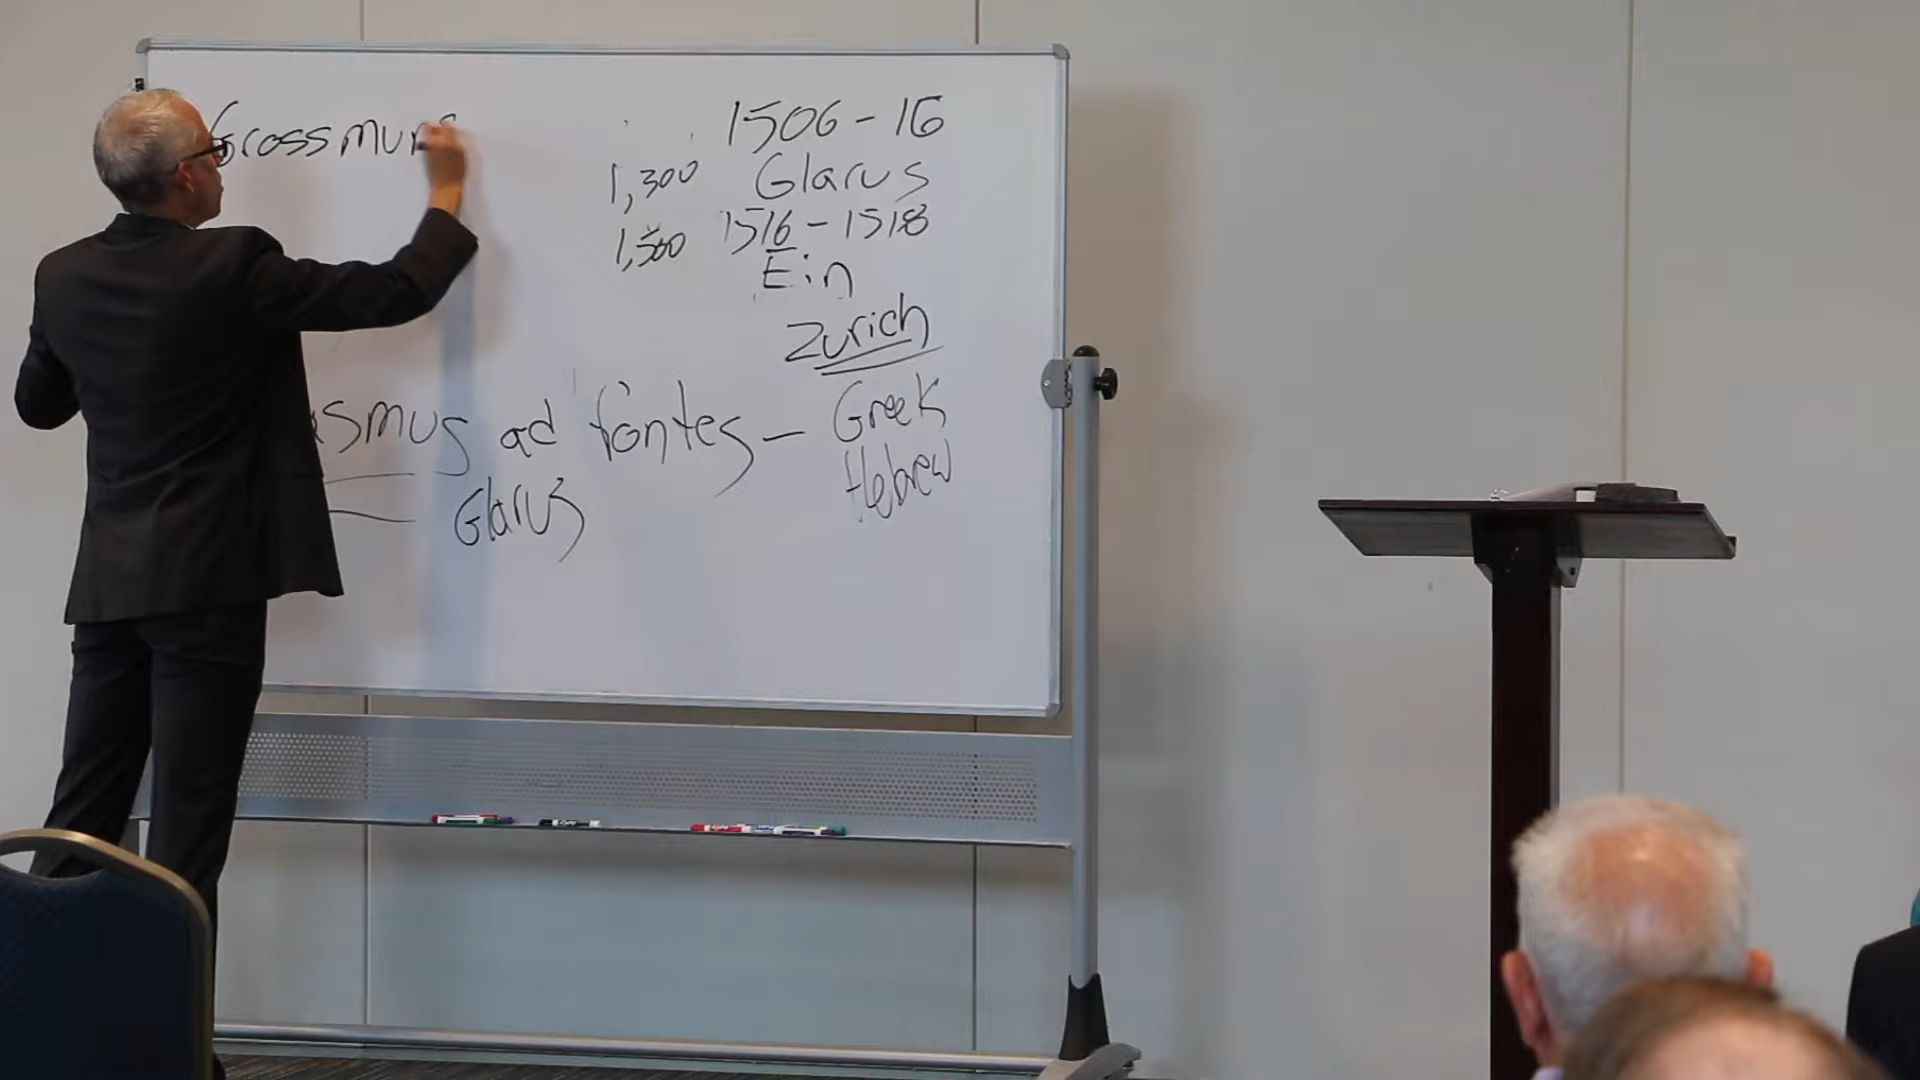 Grossmun
1506-16
1,300 Glarus
1,500 1516-1518
Ein
Zurich
asmus ad fontes - Greek
Hebrew
Glarus